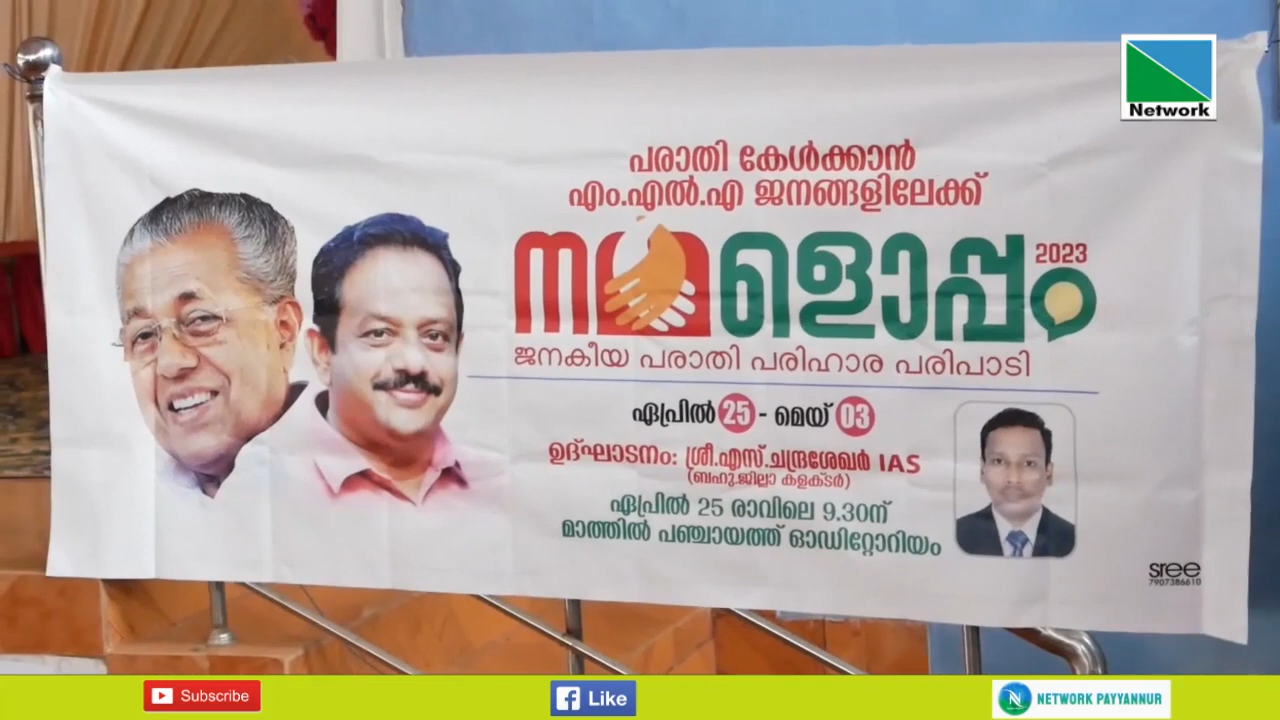 Network
പരാതി കേൾക്കാൻ
എം.എൽ.എ ജനങ്ങളിലേക്ക്
നമ്മളൊപ്പം 2023
ജനകീയ പരാതി പരിഹാര പരിപാടി
ഏപ്രിൽ 25 - മെയ് 03
ഉദ്ഘാടനം: ശ്രീ.എസ്.ചന്ദ്രശേഖർ IAS
(ബഹു.ജില്ലാ കളക്ടർ)
ഏപ്രിൽ 25 രാവിലെ 9.30ന്
മാത്തിൽ പഞ്ചായത്ത് ഓഡിറ്റോറിയം
sree
7907386610
Subscribe
Like
NETWORK PAYYANNUR